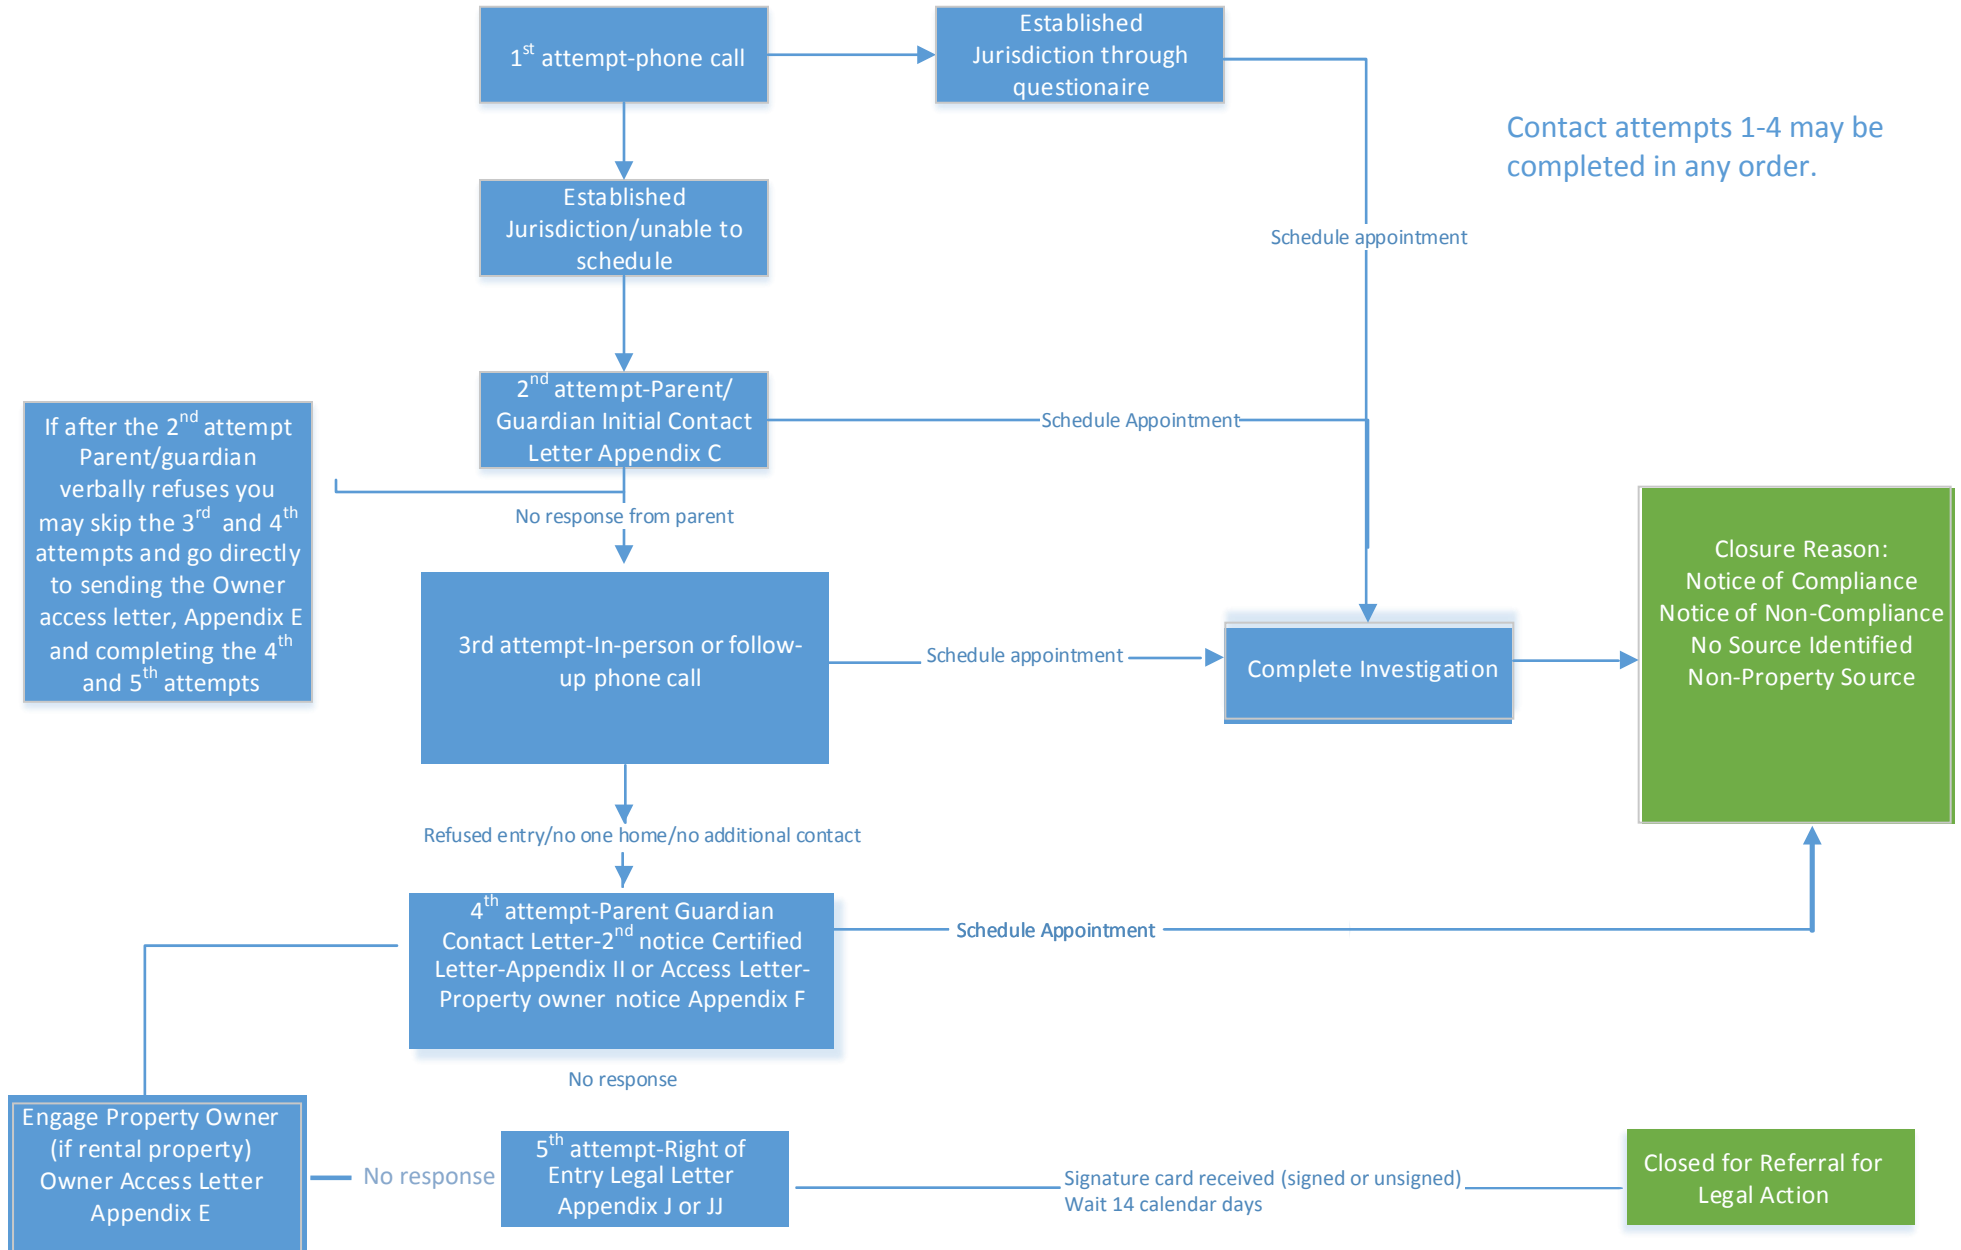 1st attempt-phone call
Established
Jurisdiction through
questionaire
Contact attempts 1-4 may be
completed in any order.
Established
Jurisdiction/unable to
schedule
Schedule appointment
2nd attempt-Parent/
Guardian Initial Contact
Letter Appendix C
Schedule Appointment
If after the 2nd attempt
Parent/guardian
verbally refuses you
may skip the 3rd and 4th
attempts and go directly
to sending the Owner
access letter, Appendix E
and completing the 4th
and 5th attempts
No response from parent
3rd attempt-In-person or follow-
up phone call
Schedule appointment
Complete Investigation
Closure Reason:
Notice of Compliance
Notice of Non-Compliance
No Source Identified
Non-Property Source
Refused entry/no one home/no additional contact
4th attempt-Parent Guardian
Contact Letter-2nd notice Certified
Letter-Appendix II or Access Letter-
Property owner notice Appendix F
Schedule Appointment
No response
Engage Property Owner
(if rental property)
Owner Access Letter
Appendix E
No response
5th attempt-Right of
Entry Legal Letter
Appendix J or JJ
Signature card received (signed or unsigned)
Wait 14 calendar days
Closed for Referral for
Legal Action